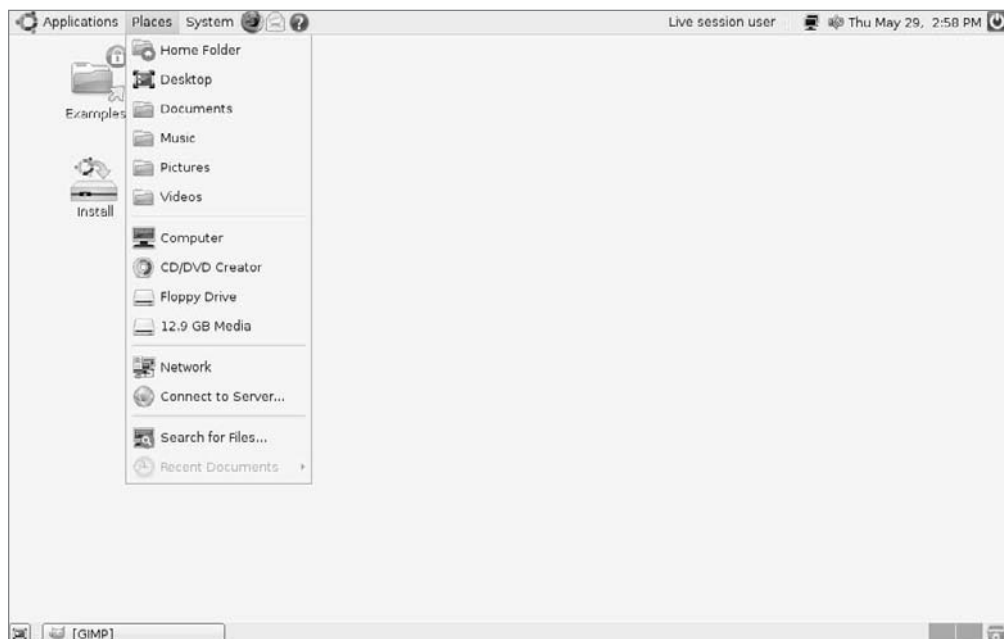 Applications Places System Live session user Thu May 29, 2:58 PM
Examples
Install
Home Folder
Desktop
Documents
Music
Pictures
Videos
Computer
CD/DVD Creator
Floppy Drive
12.9 GB Media
Network
Connect to Server...
Search for Files...
Recent Documents
[GIMP]